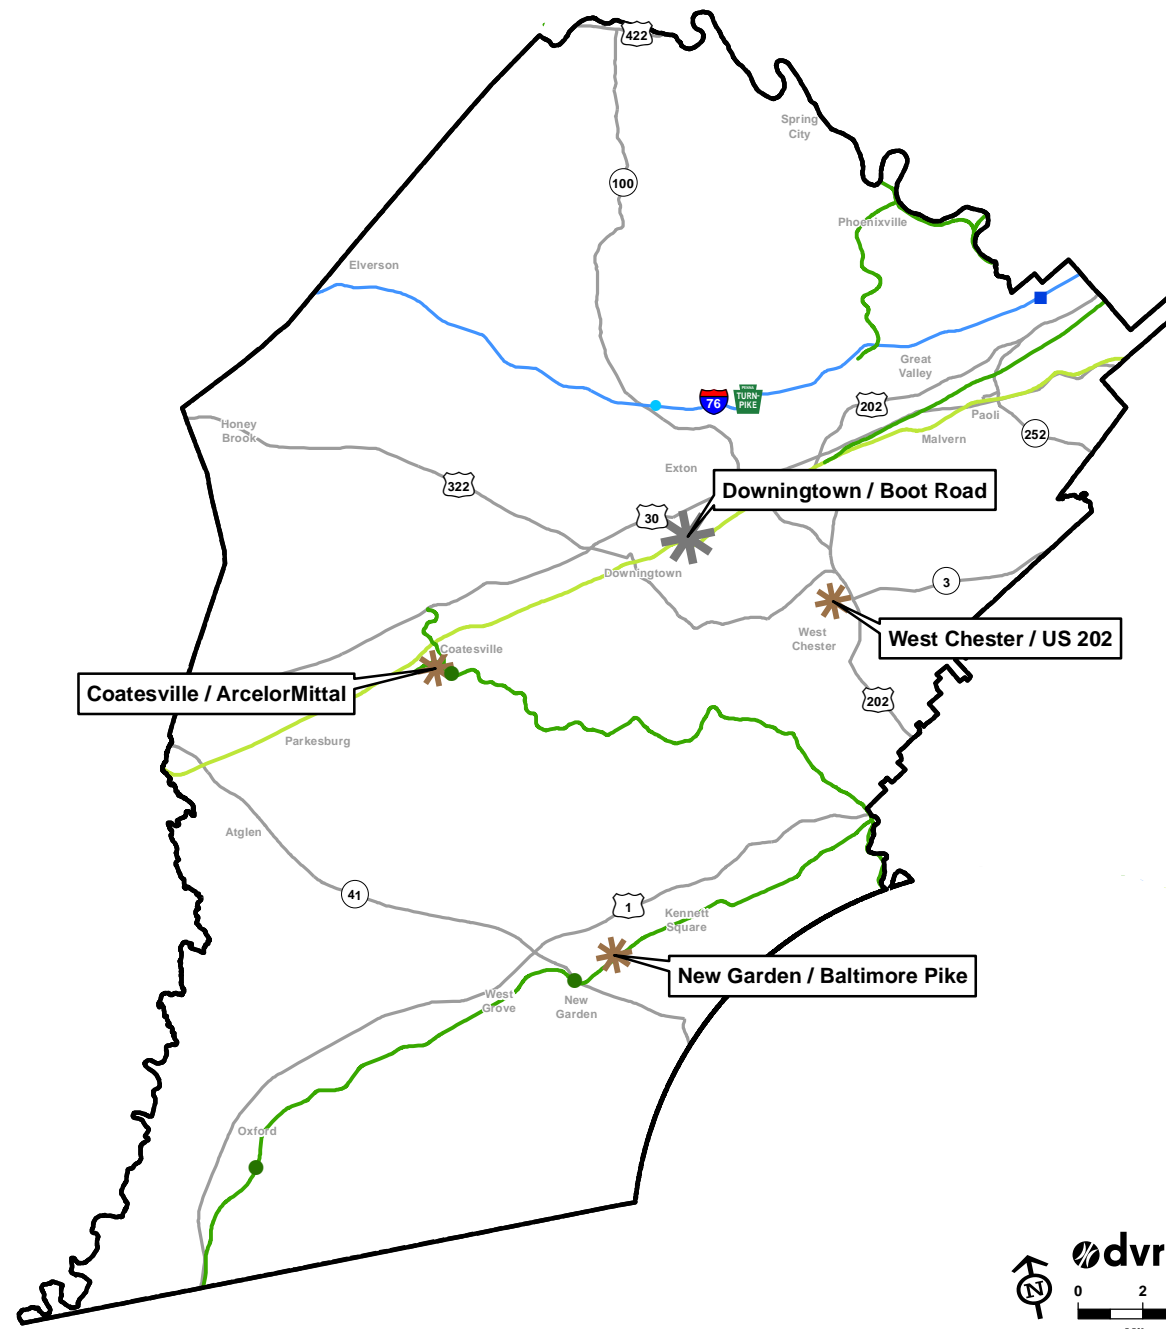 422
Spring
City
100
Phoenixville
Elverson
Great
Valley
76
PENNA
TURN-
PIKE
202
Paoli
Malvern
252
Honey
Brook
Exton
322
Downingtown / Boot Road
30
Downingtown
3
West
Chester
West Chester / US 202
Coatesville
Coatesville / ArcelorMittal
202
Parkesburg
Atglen
41
1
Kennett
Square
New Garden / Baltimore Pike
West
Grove
New
Garden
Oxford
dvr
N
0 2